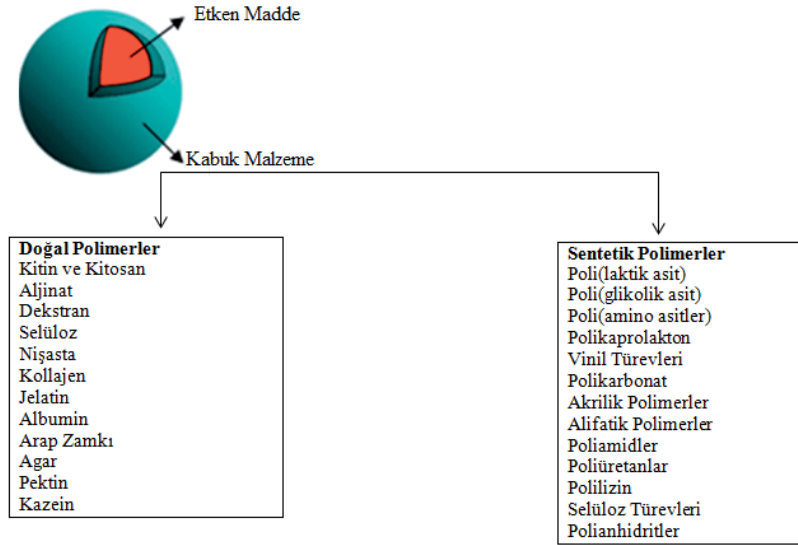 Etken Madde
Kabuk Malzeme
Doğal Polimerler
Kitin ve Kitosan
Aljinat
Dekstran
Selüloz
Nişasta
Kollajen
Jelatin
Albumin
Arap Zamkı
Agar
Pektin
Kazein
Sentetik Polimerler
Poli(laktik asit)
Poli(glikolik asit)
Poli(amino asitler)
Polikaprolakton
Vinil Türevleri
Polikarbonat
Akrilik Polimerler
Alifatik Polimerler
Poliamidler
Poliüretanlar
Polilizin
Selüloz Türevleri
Polianhidritler